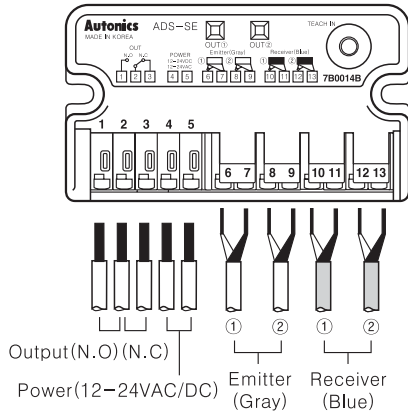 Autonics ADS-SE
MADE IN KOREA
TEACH IN
OUT
N.O N.C
POWER
12-24VDC
12-24VAC
OUT① OUT②
Emitter(Gray) Receiver(Blue)
① ② ① ②
1 2 3 4 5 6 7 8 9 10 11 12 13 7B0014B
1 2 3 4 5
6 7 8 9 10 11 12 13
① ② ① ②
Output(N.O)(N.C)
Power(12-24VAC/DC)
Emitter
(Gray)
Receiver
(Blue)